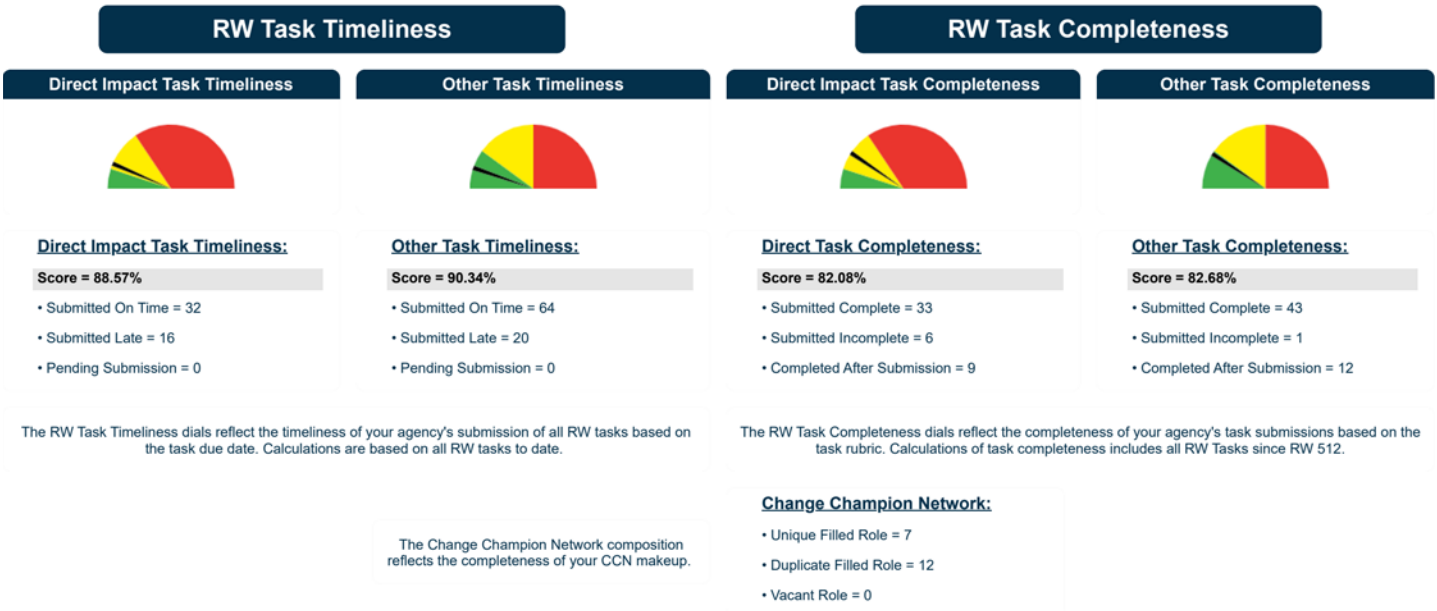 RW Task Timeliness
RW Task Completeness
Direct Impact Task Timeliness
Other Task Timeliness
Direct Impact Task Completeness
Other Task Completeness
Direct Impact Task Timeliness:
Score = 88.57%
• Submitted On Time = 32
• Submitted Late = 16
• Pending Submission = 0
Other Task Timeliness:
Score = 90.34%
• Submitted On Time = 64
• Submitted Late = 20
• Pending Submission = 0
Direct Task Completeness:
Score = 82.08%
• Submitted Complete = 33
• Submitted Incomplete = 6
• Completed After Submission = 9
Other Task Completeness:
Score = 82.68%
• Submitted Complete = 43
• Submitted Incomplete = 1
• Completed After Submission = 12
The RW Task Timeliness dials reflect the timeliness of your agency's submission of all RW tasks based on
the task due date. Calculations are based on all RW tasks to date.
The RW Task Completeness dials reflect the completeness of your agency's task submissions based on the
task rubric. Calculations of task completeness includes all RW Tasks since RW 512.
The Change Champion Network composition
reflects the completeness of your CCN makeup.
Change Champion Network:
• Unique Filled Role = 7
• Duplicate Filled Role = 12
• Vacant Role = 0